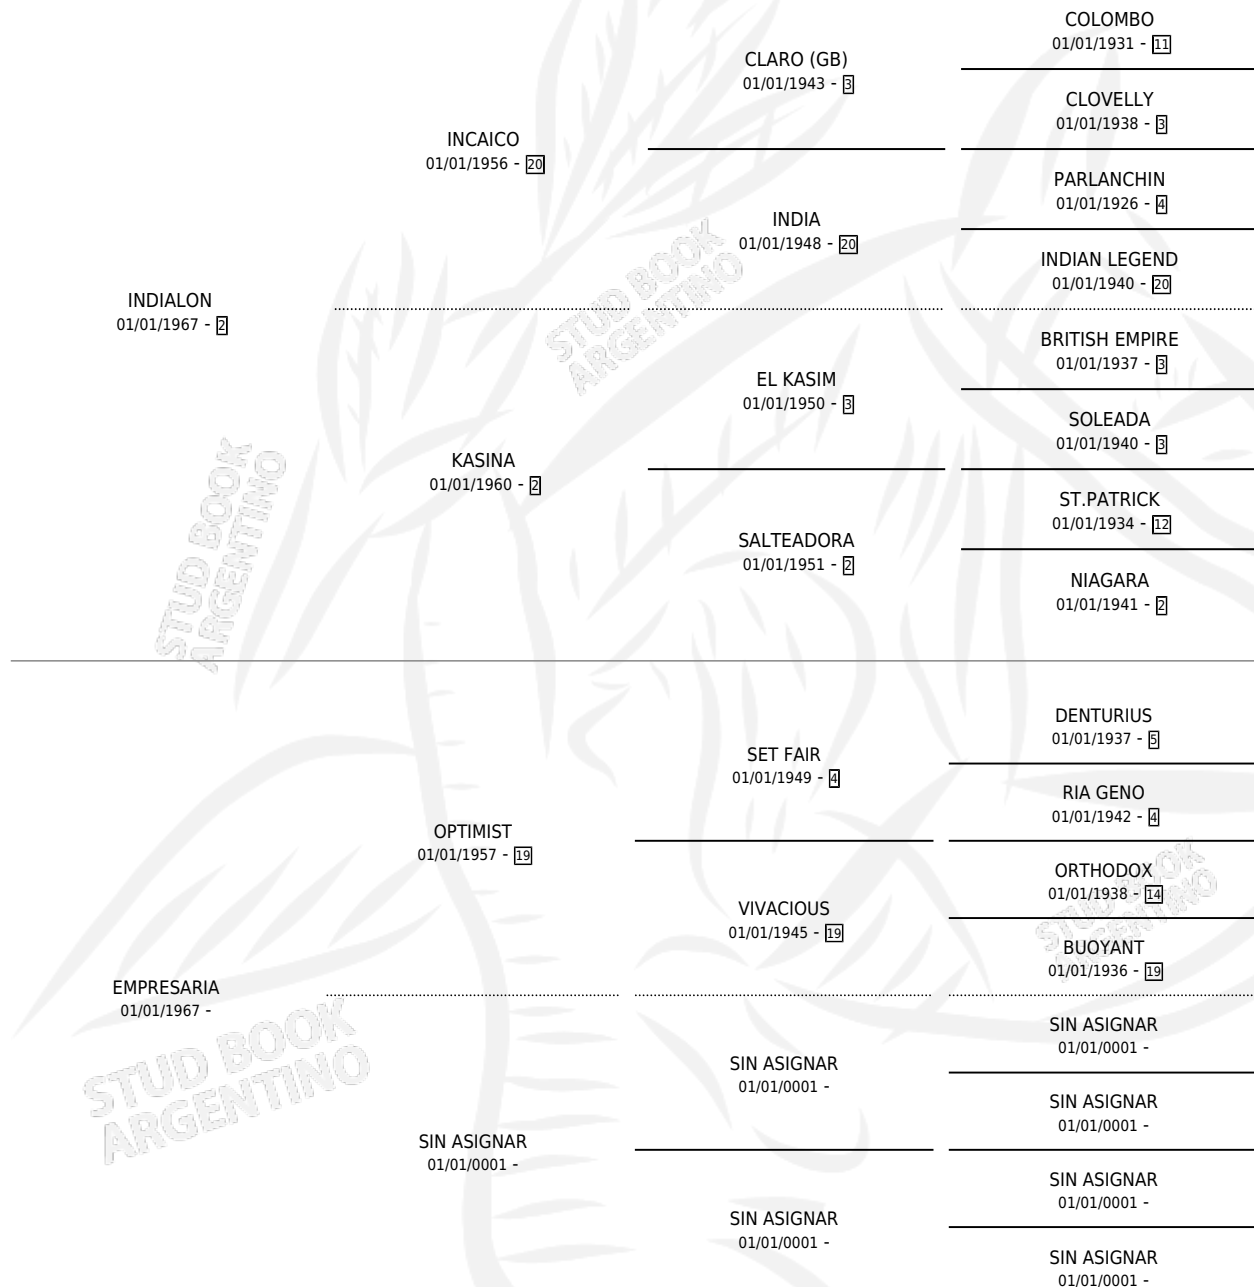 COLOMBO
01/01/1931 - 11
CLARO (GB)
01/01/1943 - 3
CLOVELLY
01/01/1938 - 3
INCAICO
01/01/1956 - 20
PARLANCHIN
01/01/1926 - 4
INDIA
01/01/1948 - 20
INDIAN LEGEND
01/01/1940 - 20
INDIALON
01/01/1967 - 2
BRITISH EMPIRE
01/01/1937 - 3
EL KASIM
01/01/1950 - 3
SOLEADA
01/01/1940 - 3
KASINA
01/01/1960 - 2
ST.PATRICK
01/01/1934 - 12
SALTEADORA
01/01/1951 - 2
NIAGARA
01/01/1941 - 2
DENTURIUS
01/01/1937 - 5
SET FAIR
01/01/1949 - 4
RIA GENO
01/01/1942 - 4
OPTIMIST
01/01/1957 - 19
ORTHODOX
01/01/1938 - 14
VIVACIOUS
01/01/1945 - 19
BUOYANT
01/01/1936 - 19
EMPRESARIA
01/01/1967 -
SIN ASIGNAR
01/01/0001 -
SIN ASIGNAR
01/01/0001 -
SIN ASIGNAR
01/01/0001 -
SIN ASIGNAR
01/01/0001 -
SIN ASIGNAR
01/01/0001 -
SIN ASIGNAR
01/01/0001 -
SIN ASIGNAR
01/01/0001 -
STUD BOOK
ARGENTINO
STUD BOOK
ARGENTINO
STUD BOOK
ARGENTINO
STUD BOOK
ARGENTINO